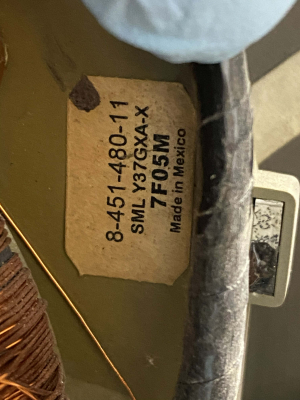 8-451-480-11
SML Y37GXA-X
7F05M
Made in Mexico